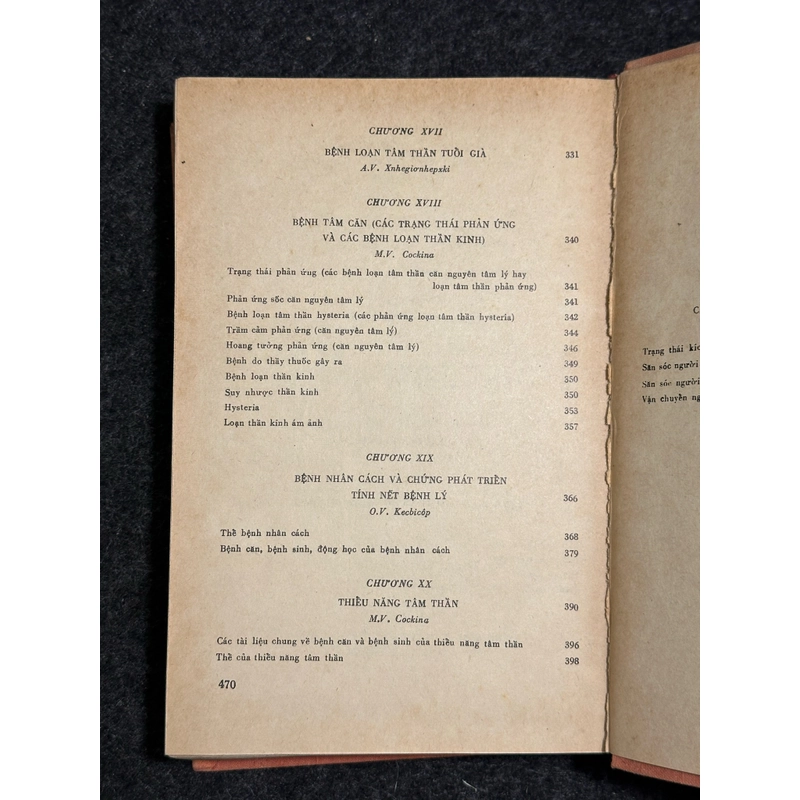 CHƯƠNG XVII
BỆNH LOẠN TÂM THẦN TUỔI GIÀ 331
A.V. Xnhegiơnhepxki
CHƯƠNG XVIII
BỆNH TÂM CĂN (CÁC TRẠNG THÁI PHẢN ỨNG
VÀ CÁC BỆNH LOẠN THẦN KINH) 340
M.V. Cockina
Trạng thái phản ứng (các bệnh loạn tâm thần căn nguyên tâm lý hay
loạn tâm thần phản ứng) 341
Phản ứng sốc căn nguyên tâm lý 341
Bệnh loạn tâm thần hysteria (các phản ứng loạn tâm thần hysteria) 342
Trầm cảm phản ứng (căn nguyên tâm lý) 344
Hoang tưởng phản ứng (căn nguyên tâm lý) 346
Bệnh do thầy thuốc gây ra 349
Bệnh loạn thần kinh 350
Suy nhược thần kinh 350
Hysteria 353
Loạn thần kinh ám ảnh 357
CHƯƠNG XIX
BỆNH NHÂN CÁCH VÀ CHỨNG PHÁT TRIỂN
TÍNH NẾT BỆNH LÝ 366
O.V. Kecbicôp
Thể bệnh nhân cách 368
Bệnh căn, bệnh sinh, động học của bệnh nhân cách 379
CHƯƠNG XX
THIỂU NĂNG TÂM THẦN 390
M.V. Cockina
Các tài liệu chung về bệnh căn và bệnh sinh của thiểu năng tâm thần 396
Thể của thiểu năng tâm thần 398
470
C
Trạng thái kíc
Săn sóc người
Săn sóc người
Vận chuyển ng